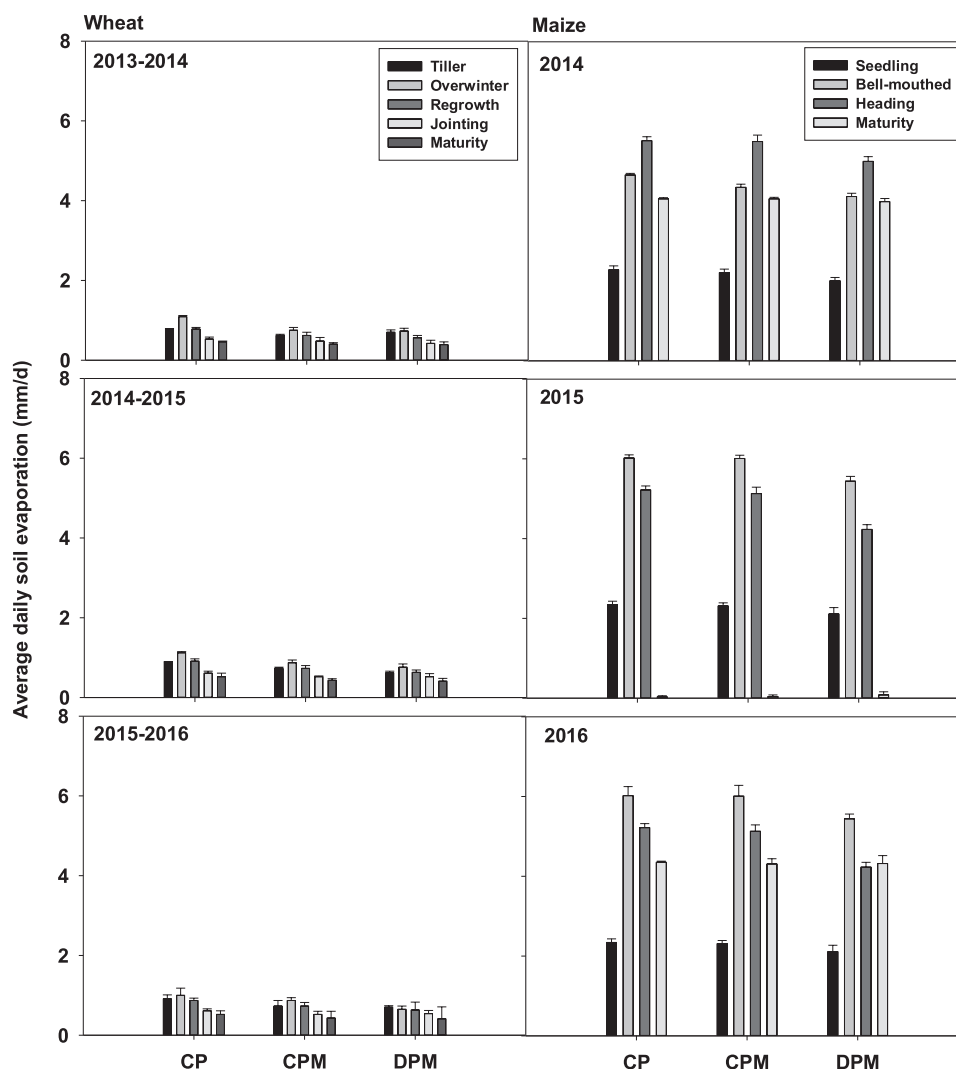 Wheat
Maize
Average daily soil evaporation (mm/d)
8
6
4
2
0
2013-2014
Tiller
Overwinter
Regrowth
Jointing
Maturity
2014
Seedling
Bell-mouthed
Heading
Maturity
8
6
4
2
0
2014-2015
2015
8
6
4
2
0
2015-2016
2016
CP CPM DPM
CP CPM DPM